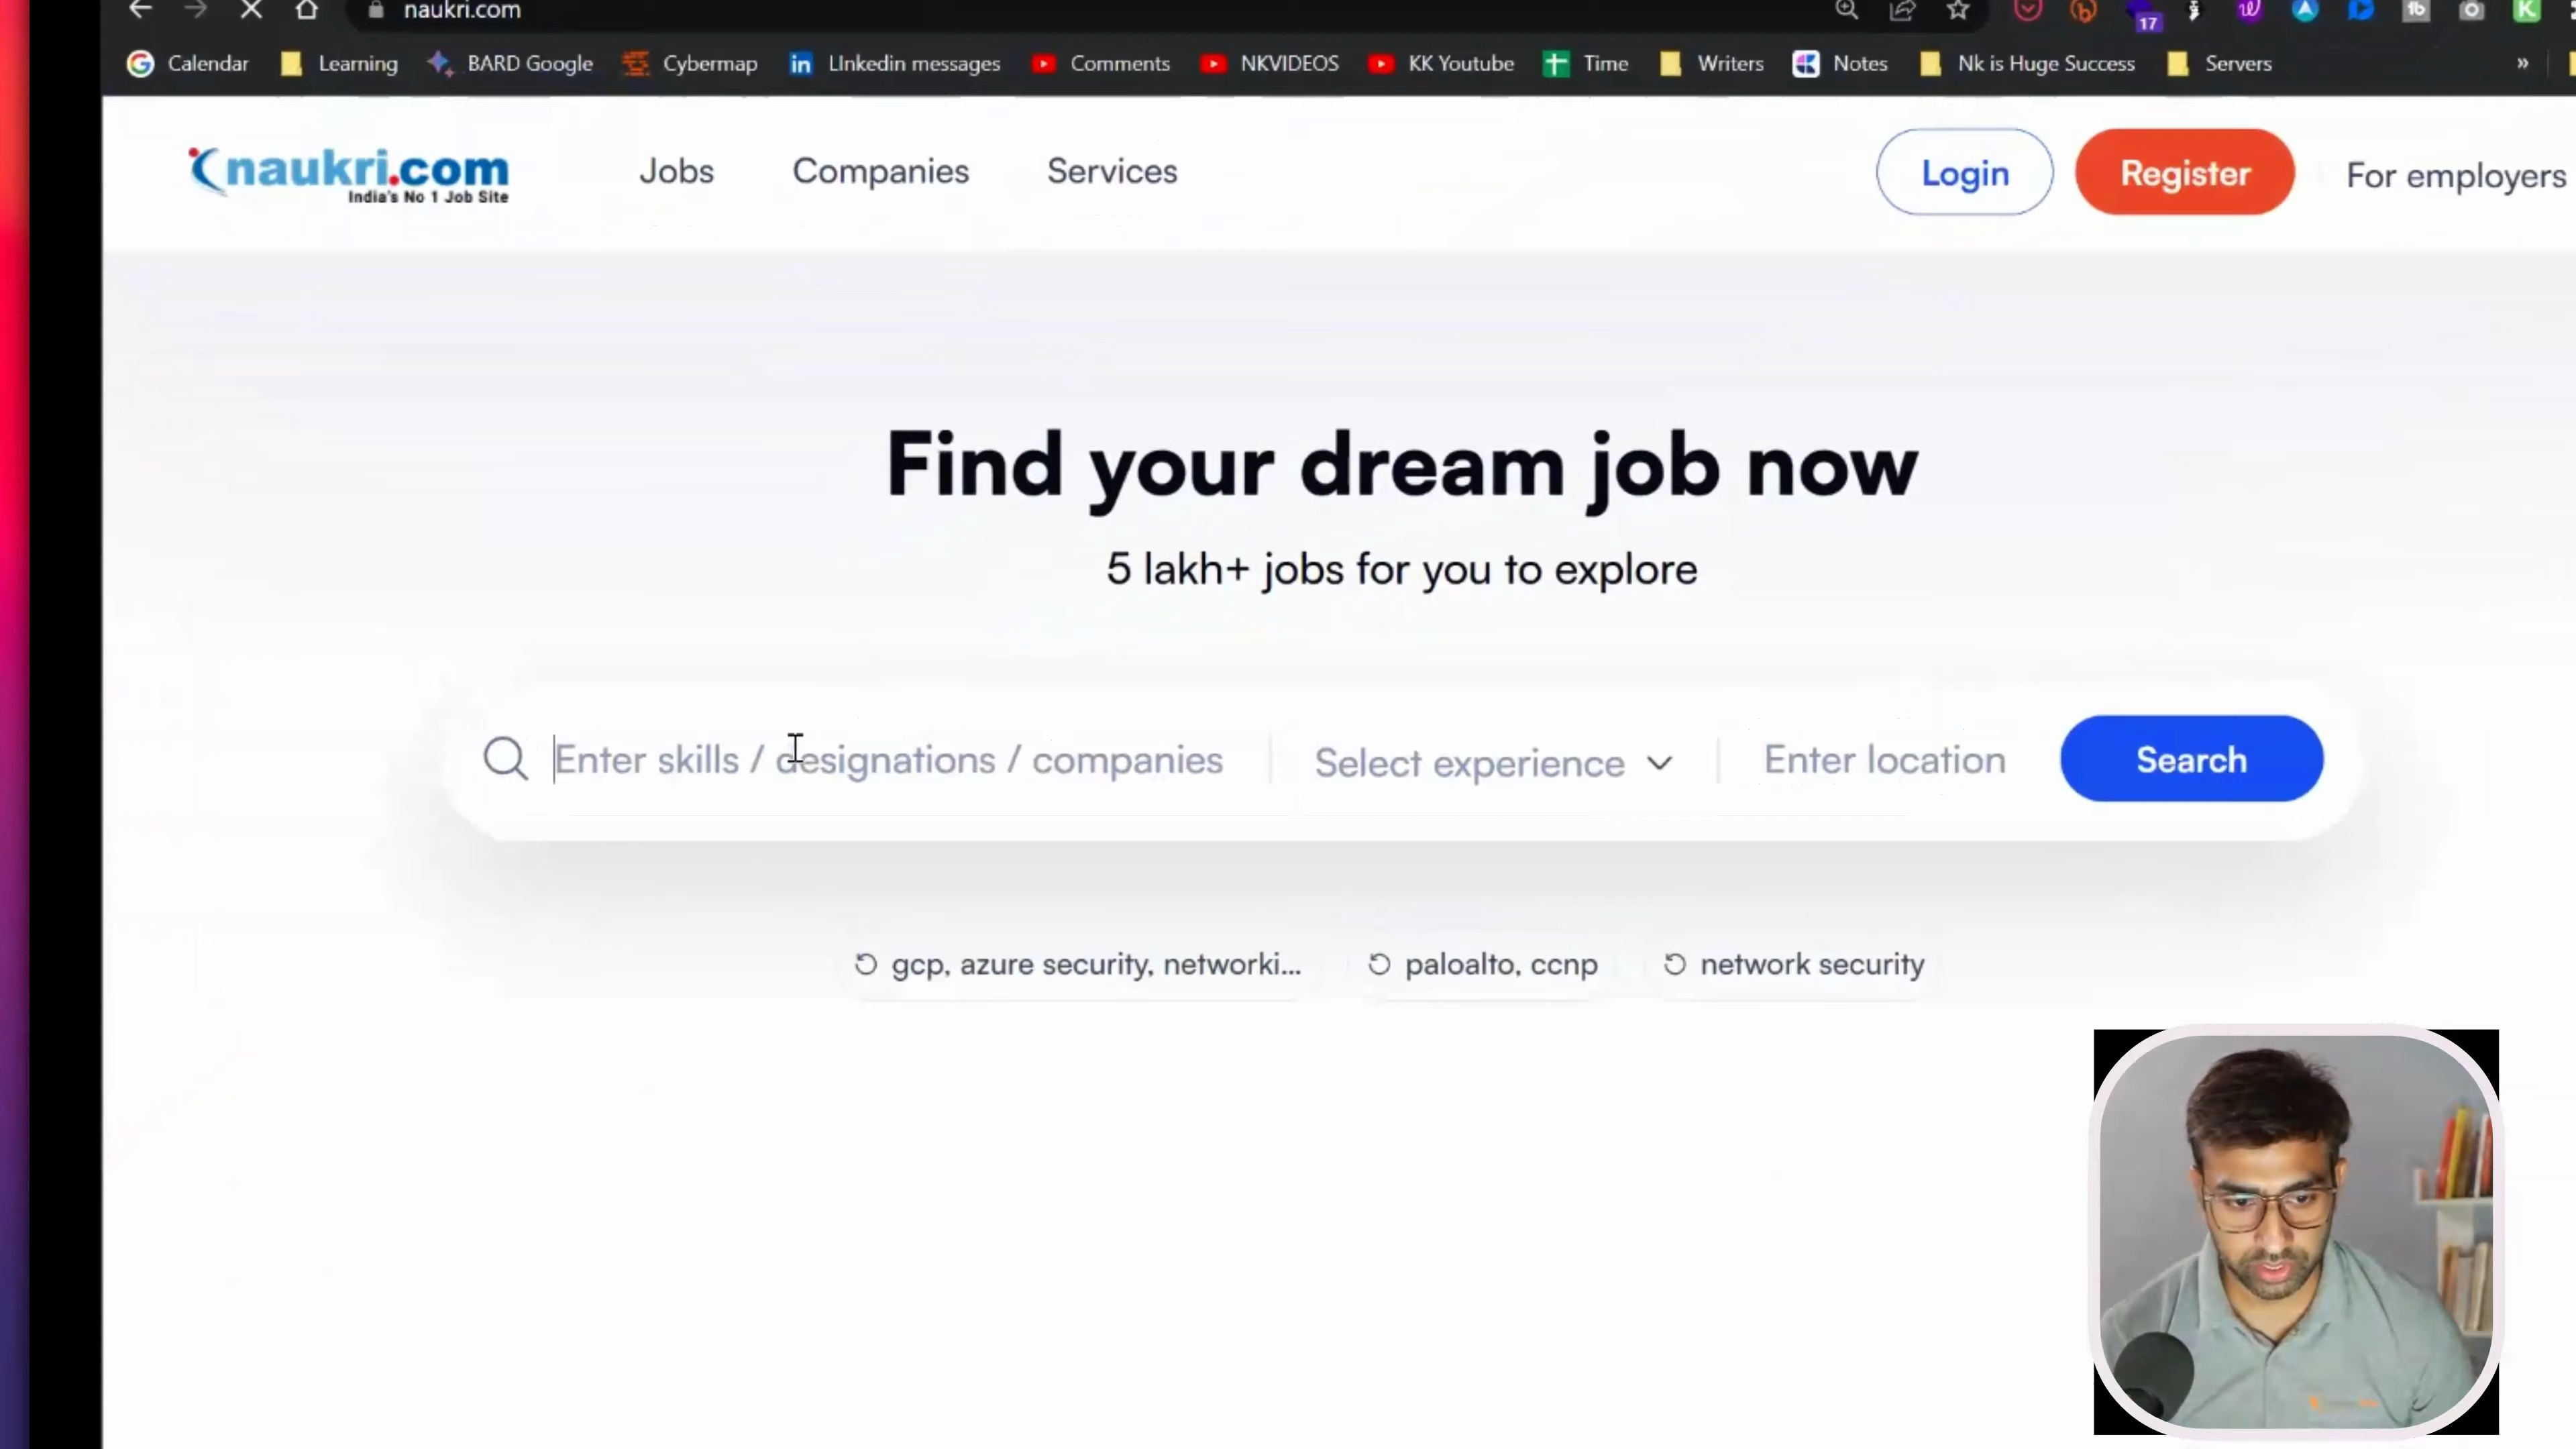 naukri.com
17
Calendar Learning BARD Google Cybermap LInkedin messages Comments NKVIDEOS KK Youtube Time Writers Notes Nk is Huge Success Servers »
naukri.com Jobs Companies Services Login Register For employers
India's No 1 Job Site
Find your dream job now
5 lakh+ jobs for you to explore
Enter skills / designations / companies Select experience Enter location Search
gcp, azure security, networki... paloalto, ccnp network security